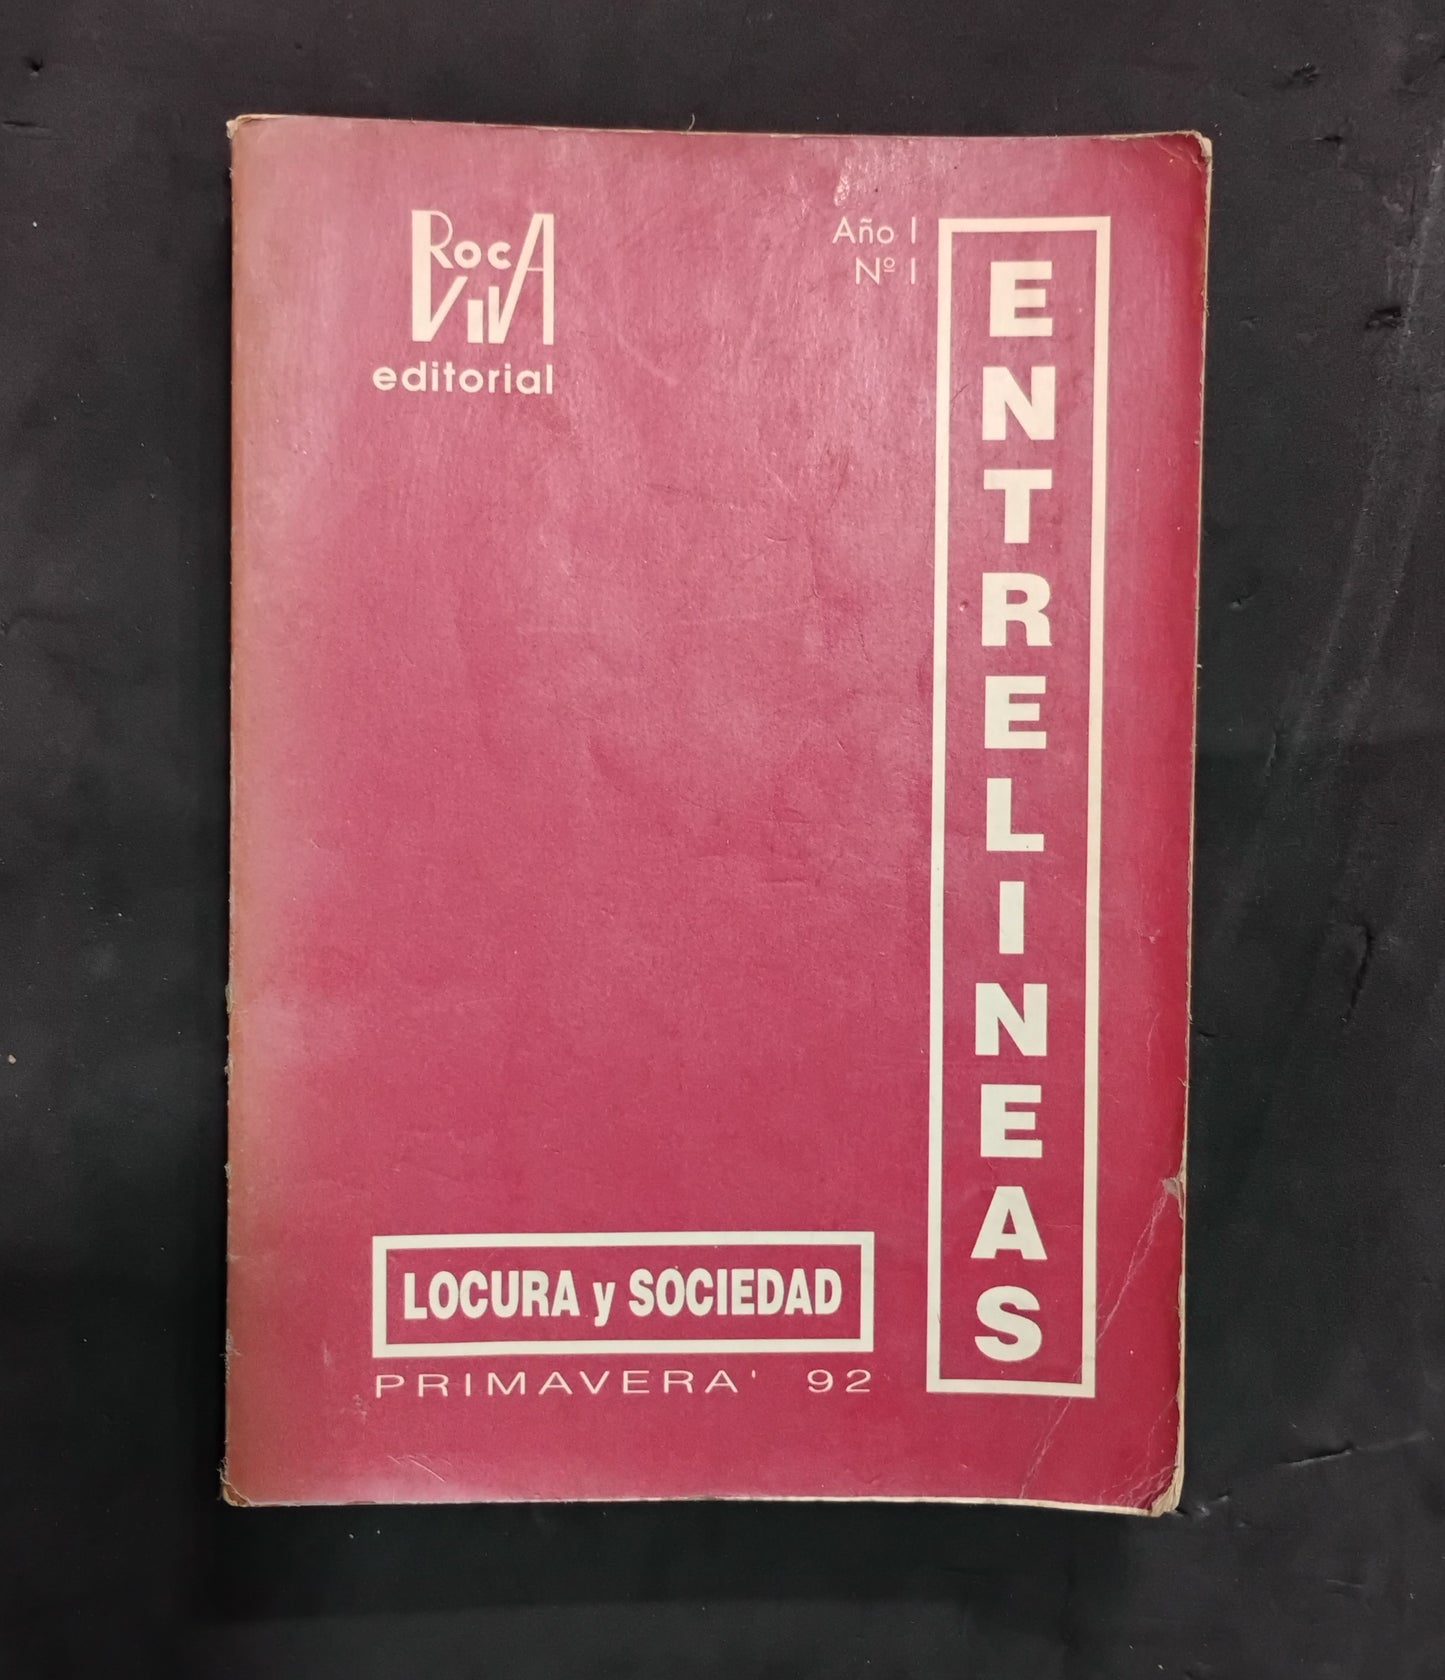 RocA
VIVA
editorial
Año I
Nº I
ENTRELINEAS
LOCURA y SOCIEDAD
PRIMAVERA' 92